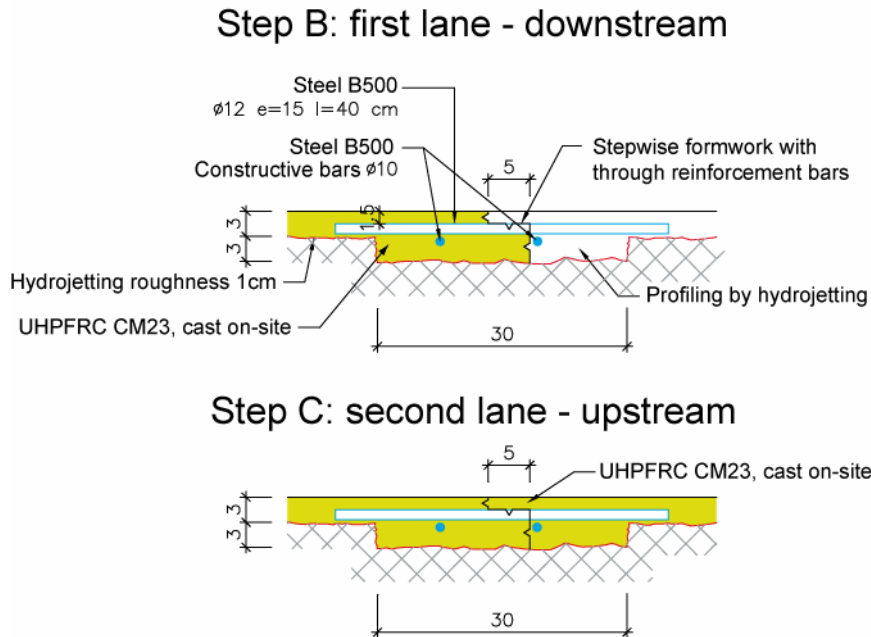 Step B: first lane - downstream
Steel B500
ø12 e=15 l=40 cm
Steel B500
Constructive bars ø10
5
Stepwise formwork with
through reinforcement bars
3
1.5
3
Hydrojetting roughness 1cm
Profiling by hydrojetting
UHPFRC CM23, cast on-site
30
Step C: second lane - upstream
5
UHPFRC CM23, cast on-site
3
3
30